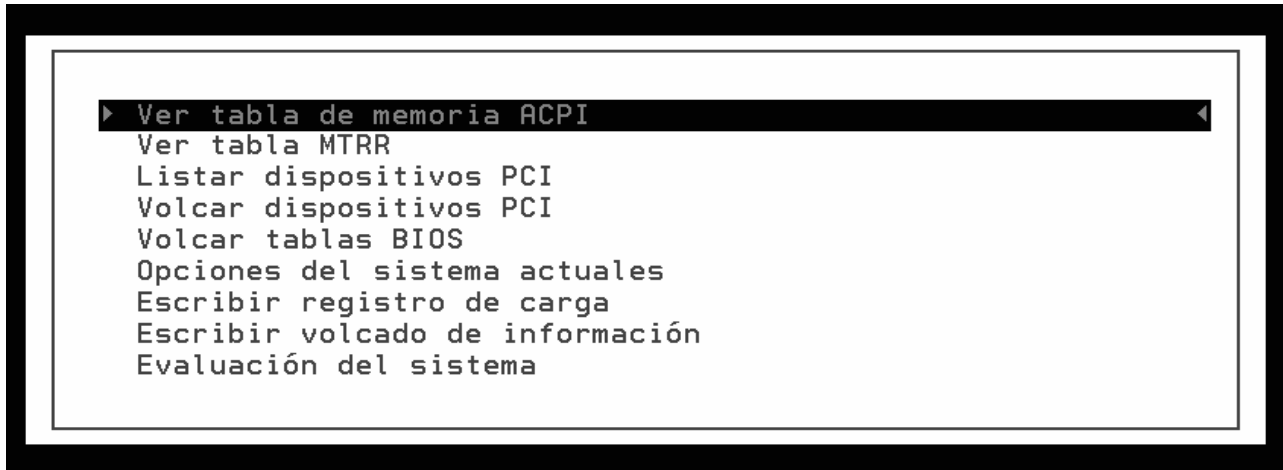 Ver tabla de memoria ACPI
Ver tabla MTRR
Listar dispositivos PCI
Volcar dispositivos PCI
Volcar tablas BIOS
Opciones del sistema actuales
Escribir registro de carga
Escribir volcado de información
Evaluación del sistema